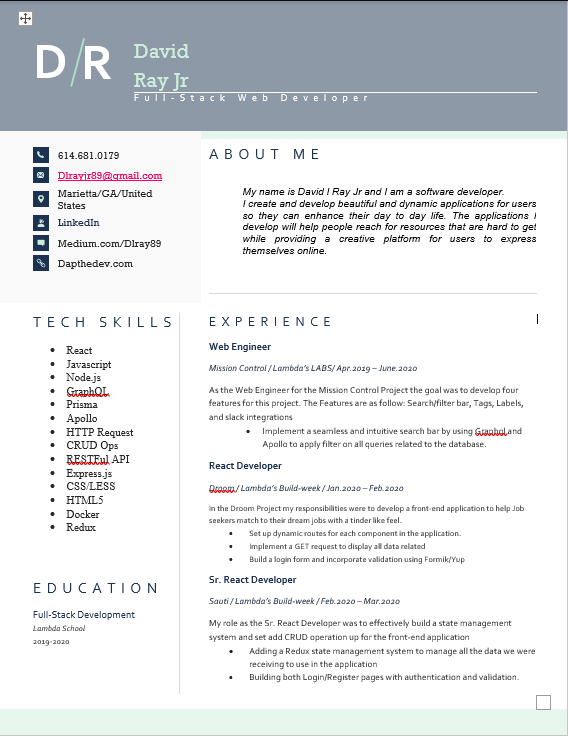 D/R
David
Ray Jr
Full-Stack Web Developer
614.681.0179
Dlrayjr89@gmail.com
Marietta/GA/United
States
LinkedIn
Medium.com/Dlray89
Dapthedev.com
ABOUT ME
My name is David I Ray Jr and I am a software developer.
I create and develop beautiful and dynamic applications for users
so they can enhance their day to day life. The applications I
develop will help people reach for resources that are hard to get
while providing a creative platform for users to express
themselves online.
TECH SKILLS
React
Javascript
Node.js
GraphQL
Prisma
Apollo
HTTP Request
CRUD Ops
RESTFul API
Express.js
CSS/LESS
HTML5
Docker
Redux
EDUCATION
Full-Stack Development
Lambda School
2019-2020
EXPERIENCE
Web Engineer
Mission Control / Lambda's LABS/ Apr.2019 – June.2020
As the Web Engineer for the Mission Control Project the goal was to develop four
features for this project. The Features are as follow: Search/filter bar, Tags, Labels,
and slack integrations
Implement a seamless and intuitive search bar by using Graphql and
Apollo to apply filter on all queries related to the database.
React Developer
Droom / Lambda's Build-week / Jan.2020 – Feb.2020
In the Droom Project my responsibilities were to develop a front-end application to help Job
seekers match to their dream jobs with a tinder like feel.
Set up dynamic routes for each component in the application.
Implement a GET request to display all data related
Build a login form and incorporate validation using Formik/Yup
Sr. React Developer
Sauti / Lambda's Build-week / Feb.2020 – Mar.2020
My role as the Sr. React Developer was to effectively build a state management
system and set add CRUD operation up for the front-end application
Adding a Redux state management system to manage all the data we were
receiving to use in the application
Building both Login/Register pages with authentication and validation.